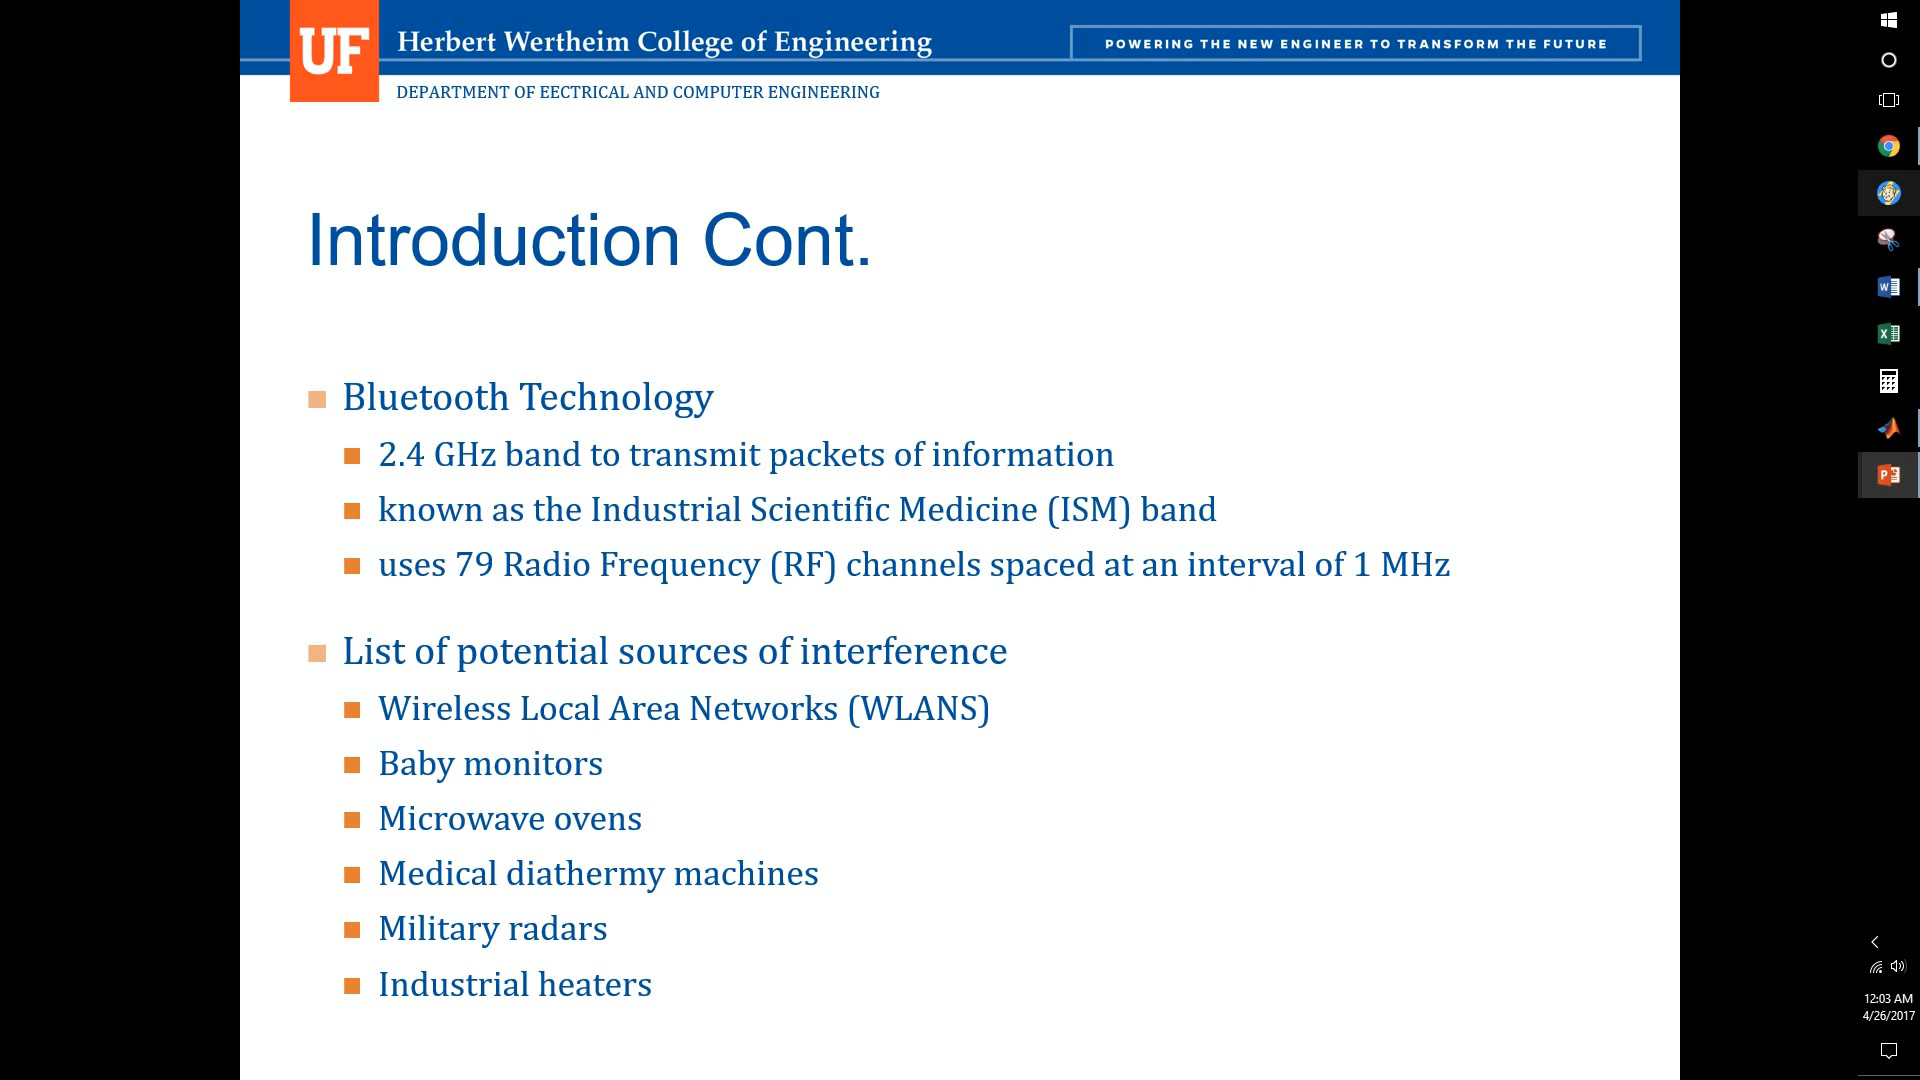 UF
Herbert Wertheim College of Engineering
POWERING THE NEW ENGINEER TO TRANSFORM THE FUTURE
DEPARTMENT OF EECTRICAL AND COMPUTER ENGINEERING
Introduction Cont.
Bluetooth Technology
2.4 GHz band to transmit packets of information
known as the Industrial Scientific Medicine (ISM) band
uses 79 Radio Frequency (RF) channels spaced at an interval of 1 MHz
List of potential sources of interference
Wireless Local Area Networks (WLANS)
Baby monitors
Microwave ovens
Medical diathermy machines
Military radars
Industrial heaters
12:03 AM
4/26/2017